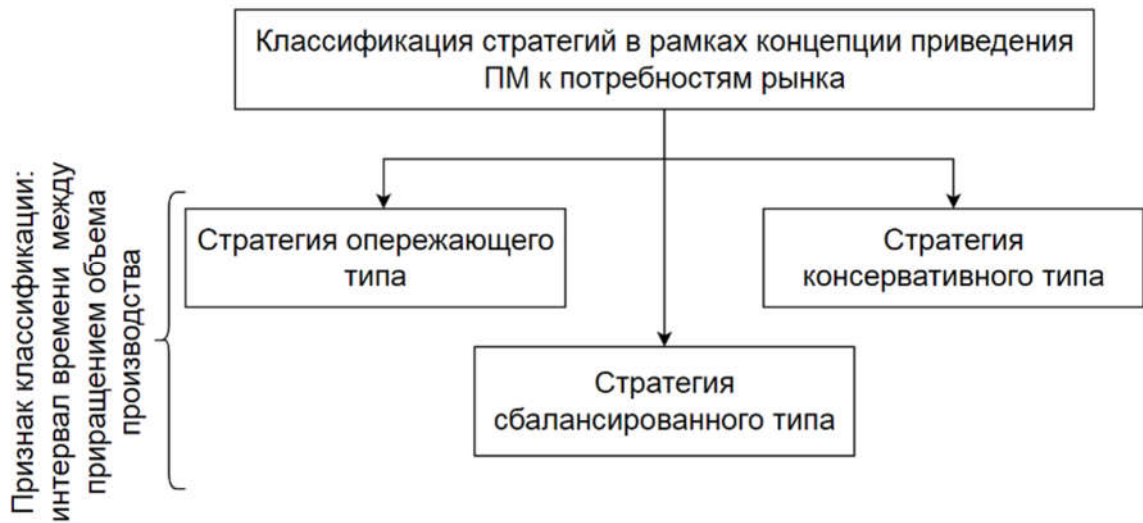 Классификация стратегий в рамках концепции приведения
ПМ к потребностям рынка
Признак классификации:
интервал времени между
приращением объема
производства
Стратегия опережающего
типа
Стратегия
консервативного типа
Стратегия
сбалансированного типа